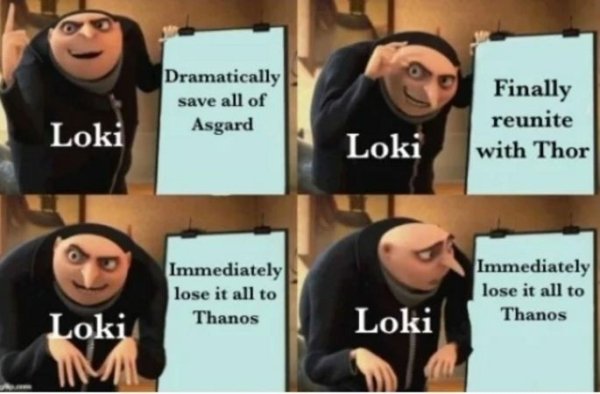 Dramatically
save all of
Asgard
Loki
Finally
reunite
with Thor
Loki
Immediately
lose it all to
Thanos
Loki
Immediately
lose it all to
Thanos
Loki